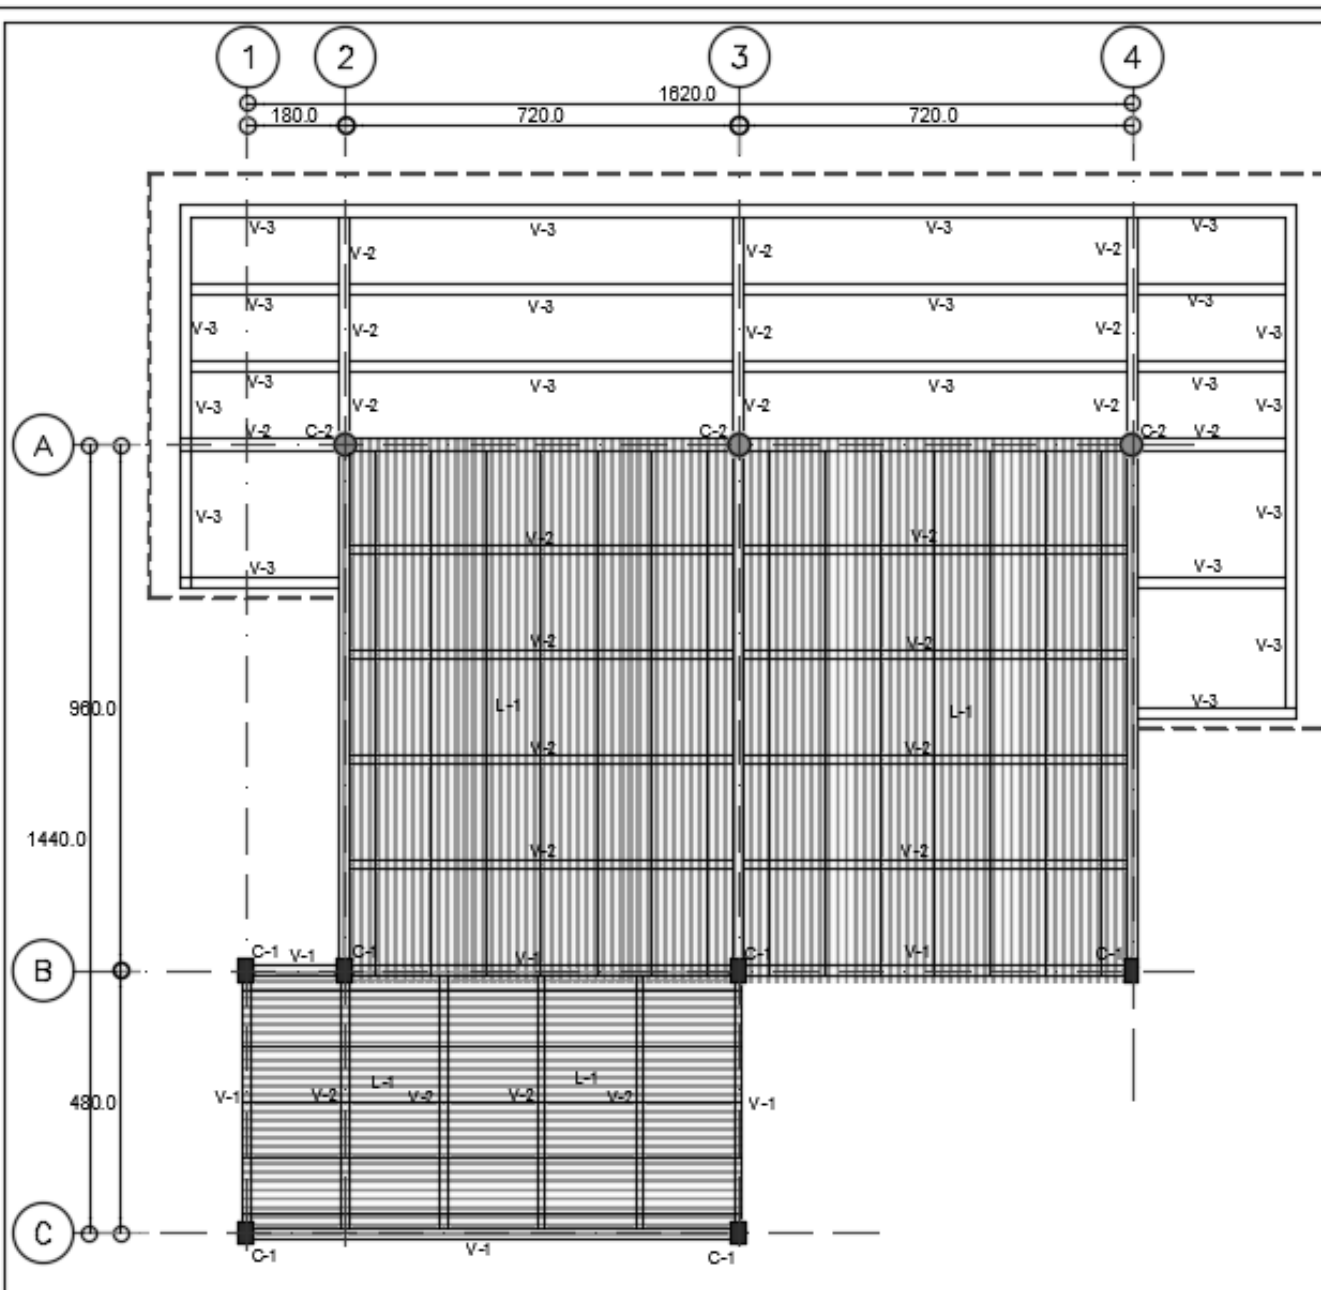 1 2 3 4
1620.0
180.0 720.0 720.0
V-3 V-3 V-3 V-3
V-2 V-2 V-2
V-3 V-3 V-3 V-3
V-3 V-2 V-2 V-2 V-3
V-3 V-3 V-3 V-3
V-3 V-2 V-2 V-2 V-3
A V-2 C-2 C-2 C-2 V-2
V-3 V-2 V-2 V-3
V-3 V-3
V-2 V-2 V-3
960.0 L-1 L-1 V-3
V-2 V-2
1440.0
V-2 V-2
B C-1 V-1 C-1 V-1 C-1 V-1 C-1
L-1 L-1
480.0 V-1 V-2 V-2 V-2 V-2 V-1
C C-1 V-1 C-1